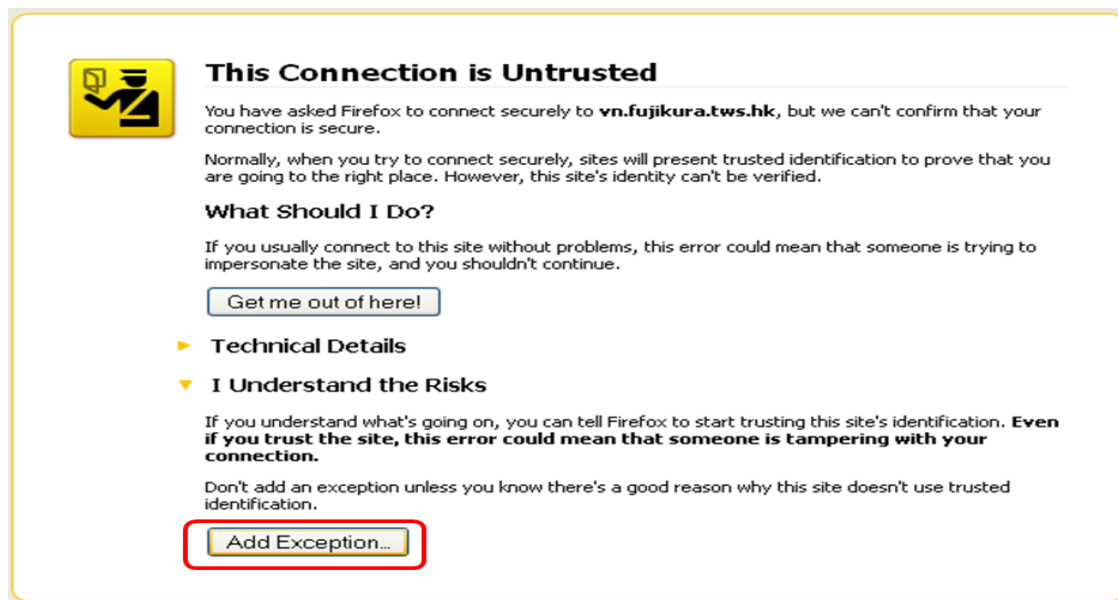 This Connection is Untrusted
You have asked Firefox to connect securely to vn.fujikura.tws.hk, but we can't confirm that your
connection is secure.
Normally, when you try to connect securely, sites will present trusted identification to prove that you
are going to the right place. However, this site's identity can't be verified.
What Should I Do?
If you usually connect to this site without problems, this error could mean that someone is trying to
impersonate the site, and you shouldn't continue.
Get me out of here!
Technical Details
I Understand the Risks
If you understand what's going on, you can tell Firefox to start trusting this site's identification. Even
if you trust the site, this error could mean that someone is tampering with your
connection.
Don't add an exception unless you know there's a good reason why this site doesn't use trusted
identification.
Add Exception...